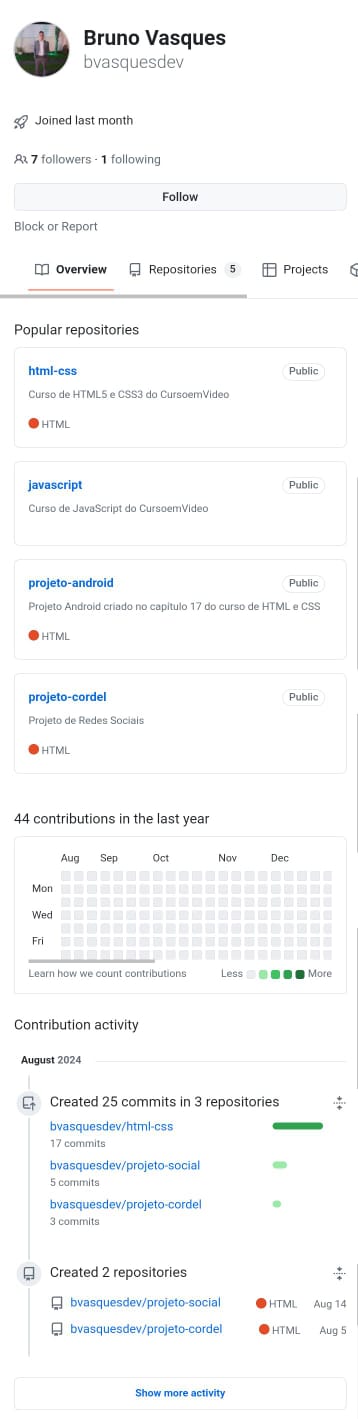 Bruno Vasques
bvasquesdev
Joined last month
7 followers · 1 following
Follow
Block or Report
Overview Repositories 5 Projects
Popular repositories
html-css Public
Curso de HTML5 e CSS3 do CursoemVideo
HTML
javascript Public
Curso de JavaScript do CursoemVideo
projeto-android Public
Projeto Android criado no capítulo 17 do curso de HTML e CSS
HTML
projeto-cordel Public
Projeto de Redes Sociais
HTML
44 contributions in the last year
Aug Sep Oct Nov Dec
Mon
Wed
Fri
Learn how we count contributions Less More
Contribution activity
August 2024
Created 25 commits in 3 repositories
bvasquesdev/html-css
17 commits
bvasquesdev/projeto-social
5 commits
bvasquesdev/projeto-cordel
3 commits
Created 2 repositories
bvasquesdev/projeto-social HTML Aug 14
bvasquesdev/projeto-cordel HTML Aug 5
Show more activity